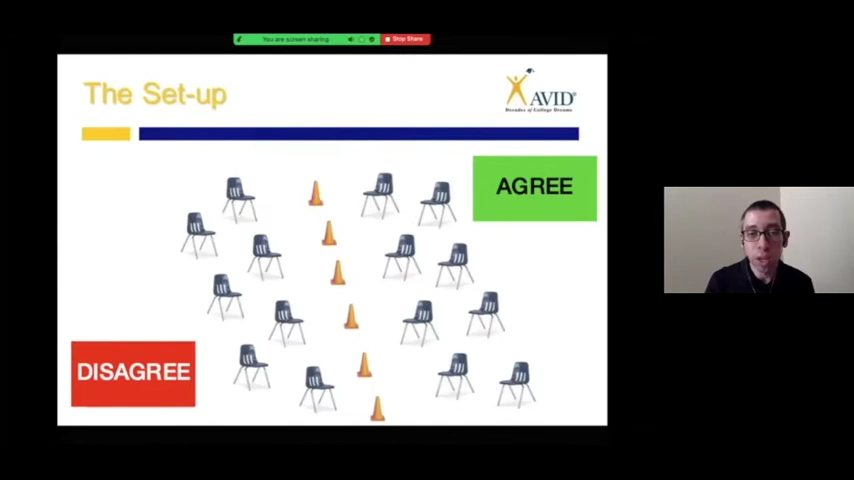 You are screen sharing
Stop Share
The Set-up
AVID®
Decades of College Dreams
AGREE
DISAGREE